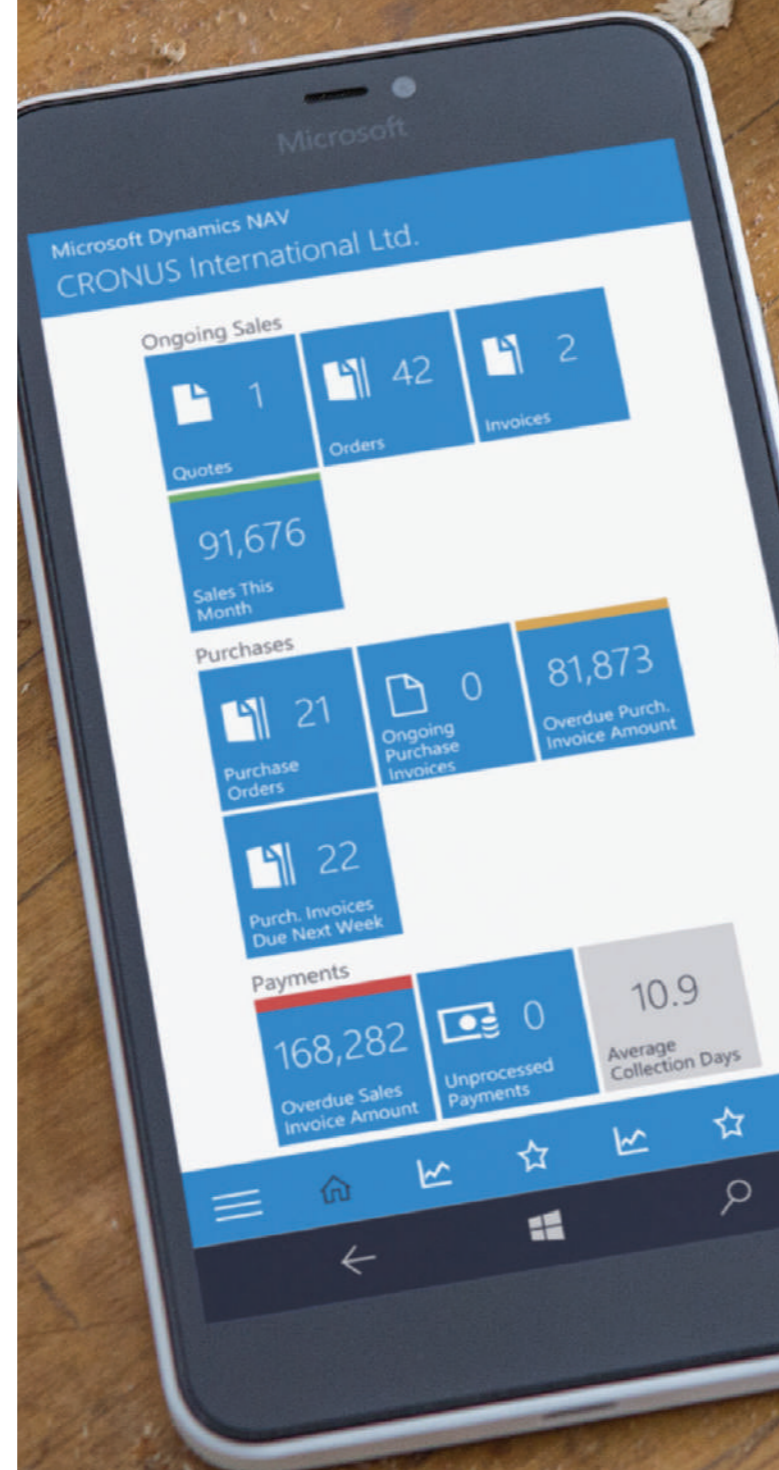 Microsoft
Microsoft Dynamics NAV
CRONUS International Ltd.
Ongoing Sales
1
Quotes
42
Orders
2
Invoices
91,676
Sales This
Month
Purchases
21
Purchase
Orders
0
Ongoing
Purchase
Invoices
81,873
Overdue Purch.
Invoice Amount
22
Purch. Invoices
Due Next Week
Payments
168,282
Overdue Sales
Invoice Amount
0
Unprocessed
Payments
10.9
Average
Collection Days